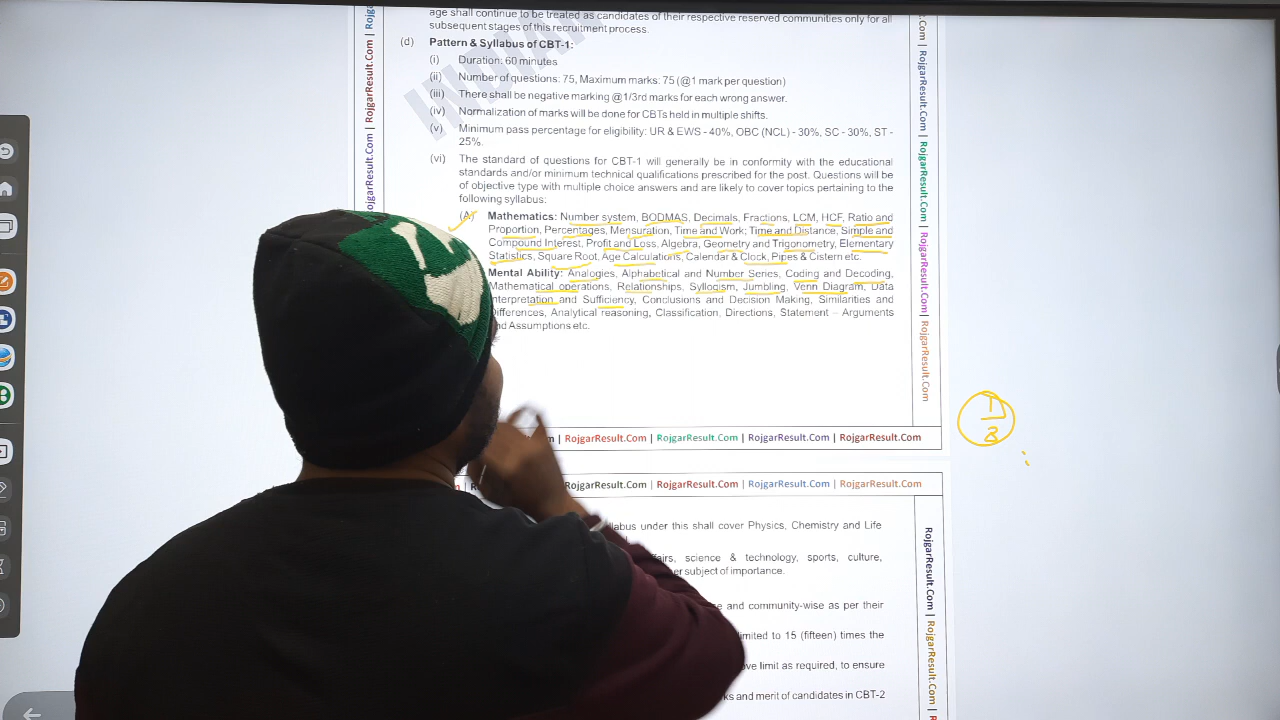 age shall continue to be treated as candidates of their respective reserved communities only for all
subsequent stages of this recruitment process.
(d) Pattern & Syllabus of CBT-1:
(i) Duration: 60 minutes
(ii) Number of questions: 75, Maximum marks: 75 (@1 mark per question)
(iii) There shall be negative marking @1/3rd marks for each wrong answer.
(iv) Normalization of marks will be done for CBTs held in multiple shifts.
(v) Minimum pass percentage for eligibility: UR & EWS - 40%, OBC (NCL) - 30%, SC - 30%, ST -
25%.
(vi) The standard of questions for CBT-1 will generally be in conformity with the educational
standards and/or minimum technical qualifications prescribed for the post. Questions will be
of objective type with multiple choice answers and are likely to cover topics pertaining to the
following syllabus:
(A) Mathematics: Number system, BODMAS, Decimals, Fractions, LCM, HCF, Ratio and
Proportion, Percentages, Mensuration, Time and Work; Time and Distance, Simple and
Compound Interest, Profit and Loss, Algebra, Geometry and Trigonometry, Elementary
Statistics, Square Root, Age Calculations, Calendar & Clock, Pipes & Cistern etc.
Mental Ability: Analogies, Alphabetical and Number Series, Coding and Decoding,
Mathematical operations, Relationships, Syllogism, Jumbling, Venn Diagram, Data
Interpretation and Sufficiency, Conclusions and Decision Making, Similarities and
Differences, Analytical reasoning, Classification, Directions, Statement – Arguments
and Assumptions etc.
RojgarResult.Com | RojgarResult.Com | RojgarResult.Com | RojgarResult.Com
RojgarResult.Com | RojgarResult.Com | RojgarResult.Com | RojgarResult.Com
under this shall cover Physics, Chemistry and Life
science & technology, sports, culture,
subject of importance.
and community-wise as per their
to 15 (fifteen) times the
limit as required, to ensure
and merit of candidates in CBT-2
RojgarResult.Com | RojgarResult.Com
RojgarResult.Com | RojgarResult.Com | RojgarResult.Com | RojgarResult.Com
RojgarResult.Com | RojgarResult.Com
1
3
INDIAN